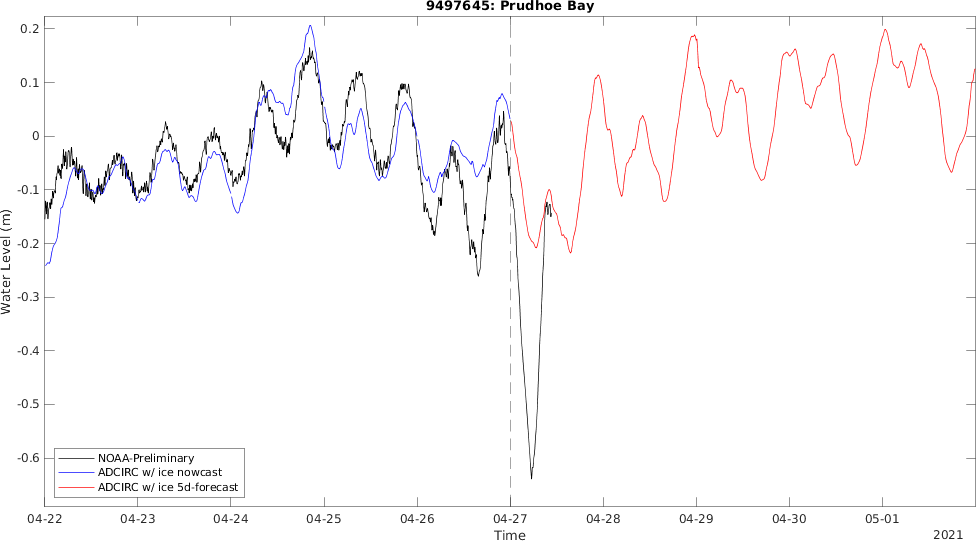 9497645: Prudhoe Bay
Water Level (m)
0.2
0.1
0
-0.1
-0.2
-0.3
-0.4
-0.5
-0.6
NOAA-Preliminary
ADCIRC w/ ice nowcast
ADCIRC w/ ice 5d-forecast
04-22 04-23 04-24 04-25 04-26 04-27 04-28 04-29 04-30 05-01
Time
2021